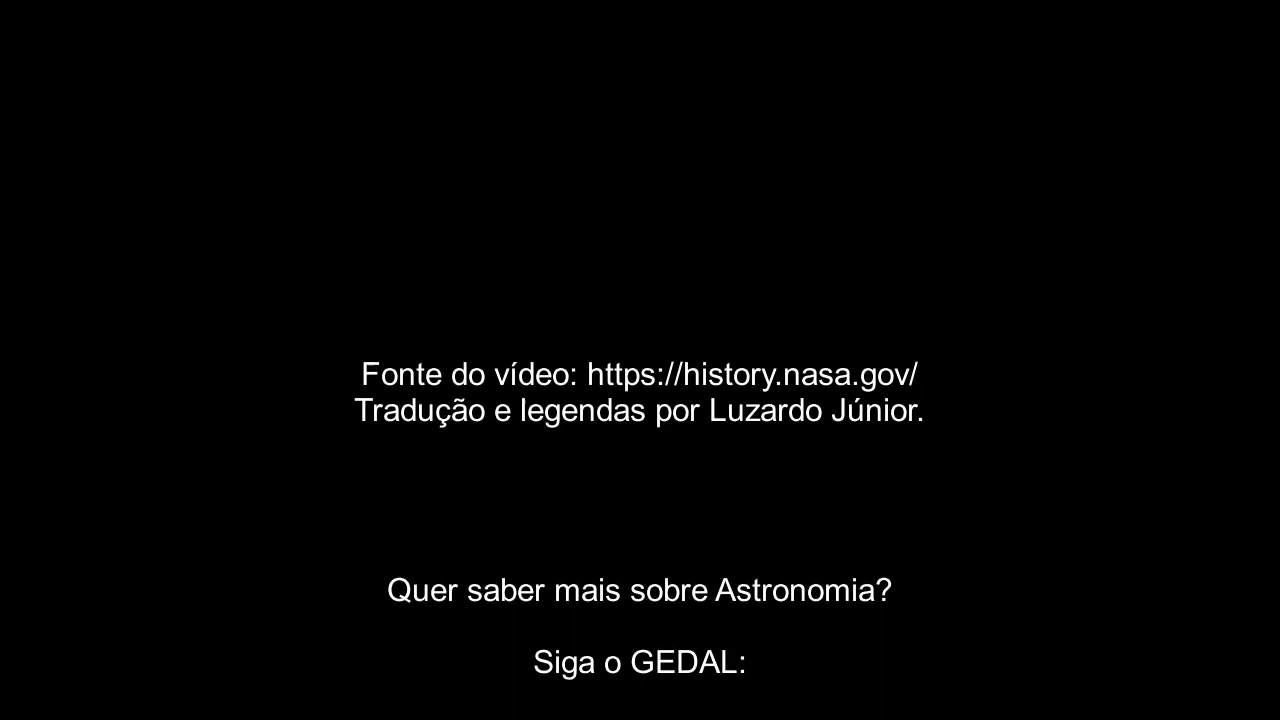 Fonte do vídeo: https://history.nasa.gov/
Tradução e legendas por Luzardo Júnior.
Quer saber mais sobre Astronomia?
Siga o GEDAL: